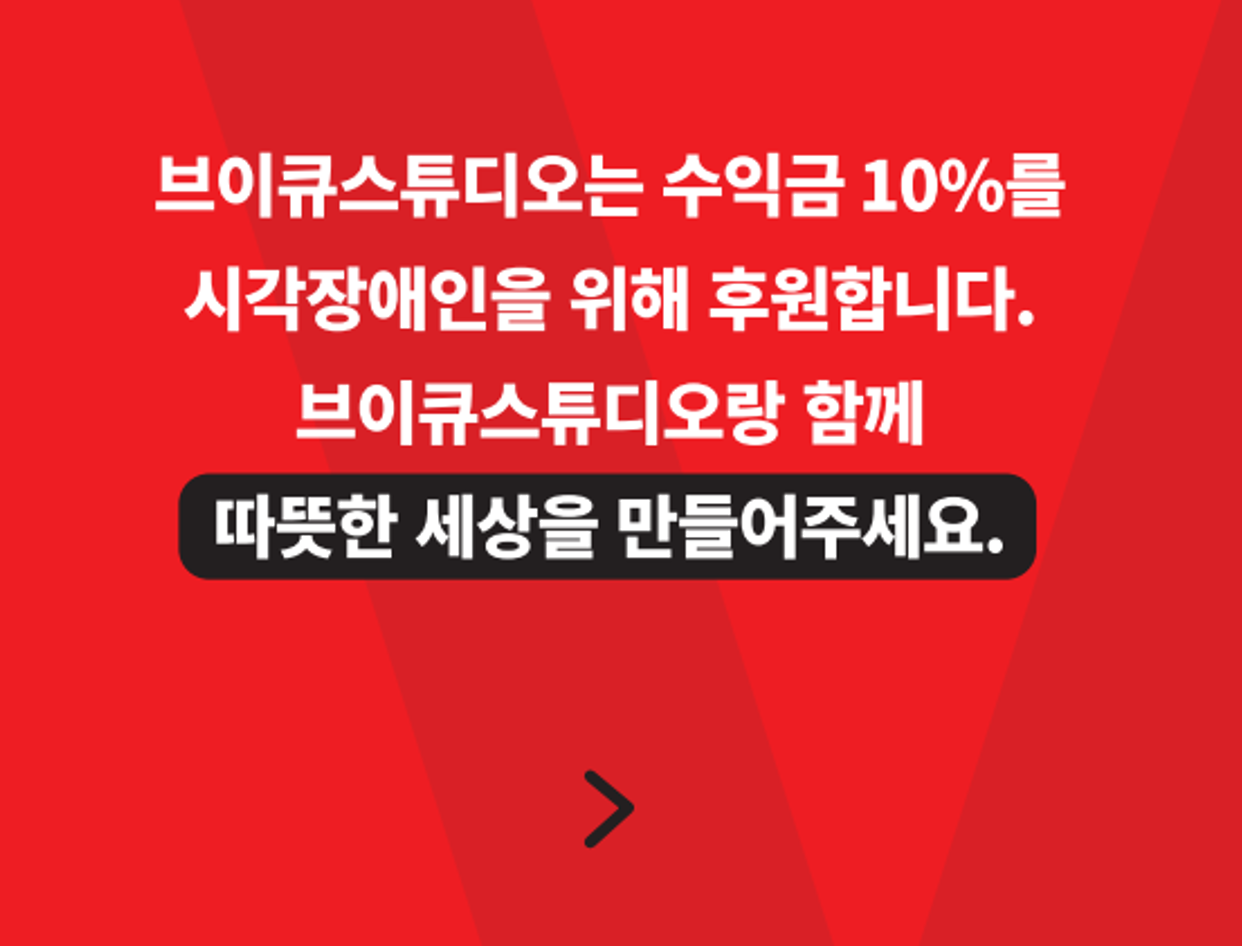 브이큐스튜디오는 수익금 10%를
시각장애인을 위해 후원합니다.
브이큐스튜디오랑 함께
따뜻한 세상을 만들어주세요.